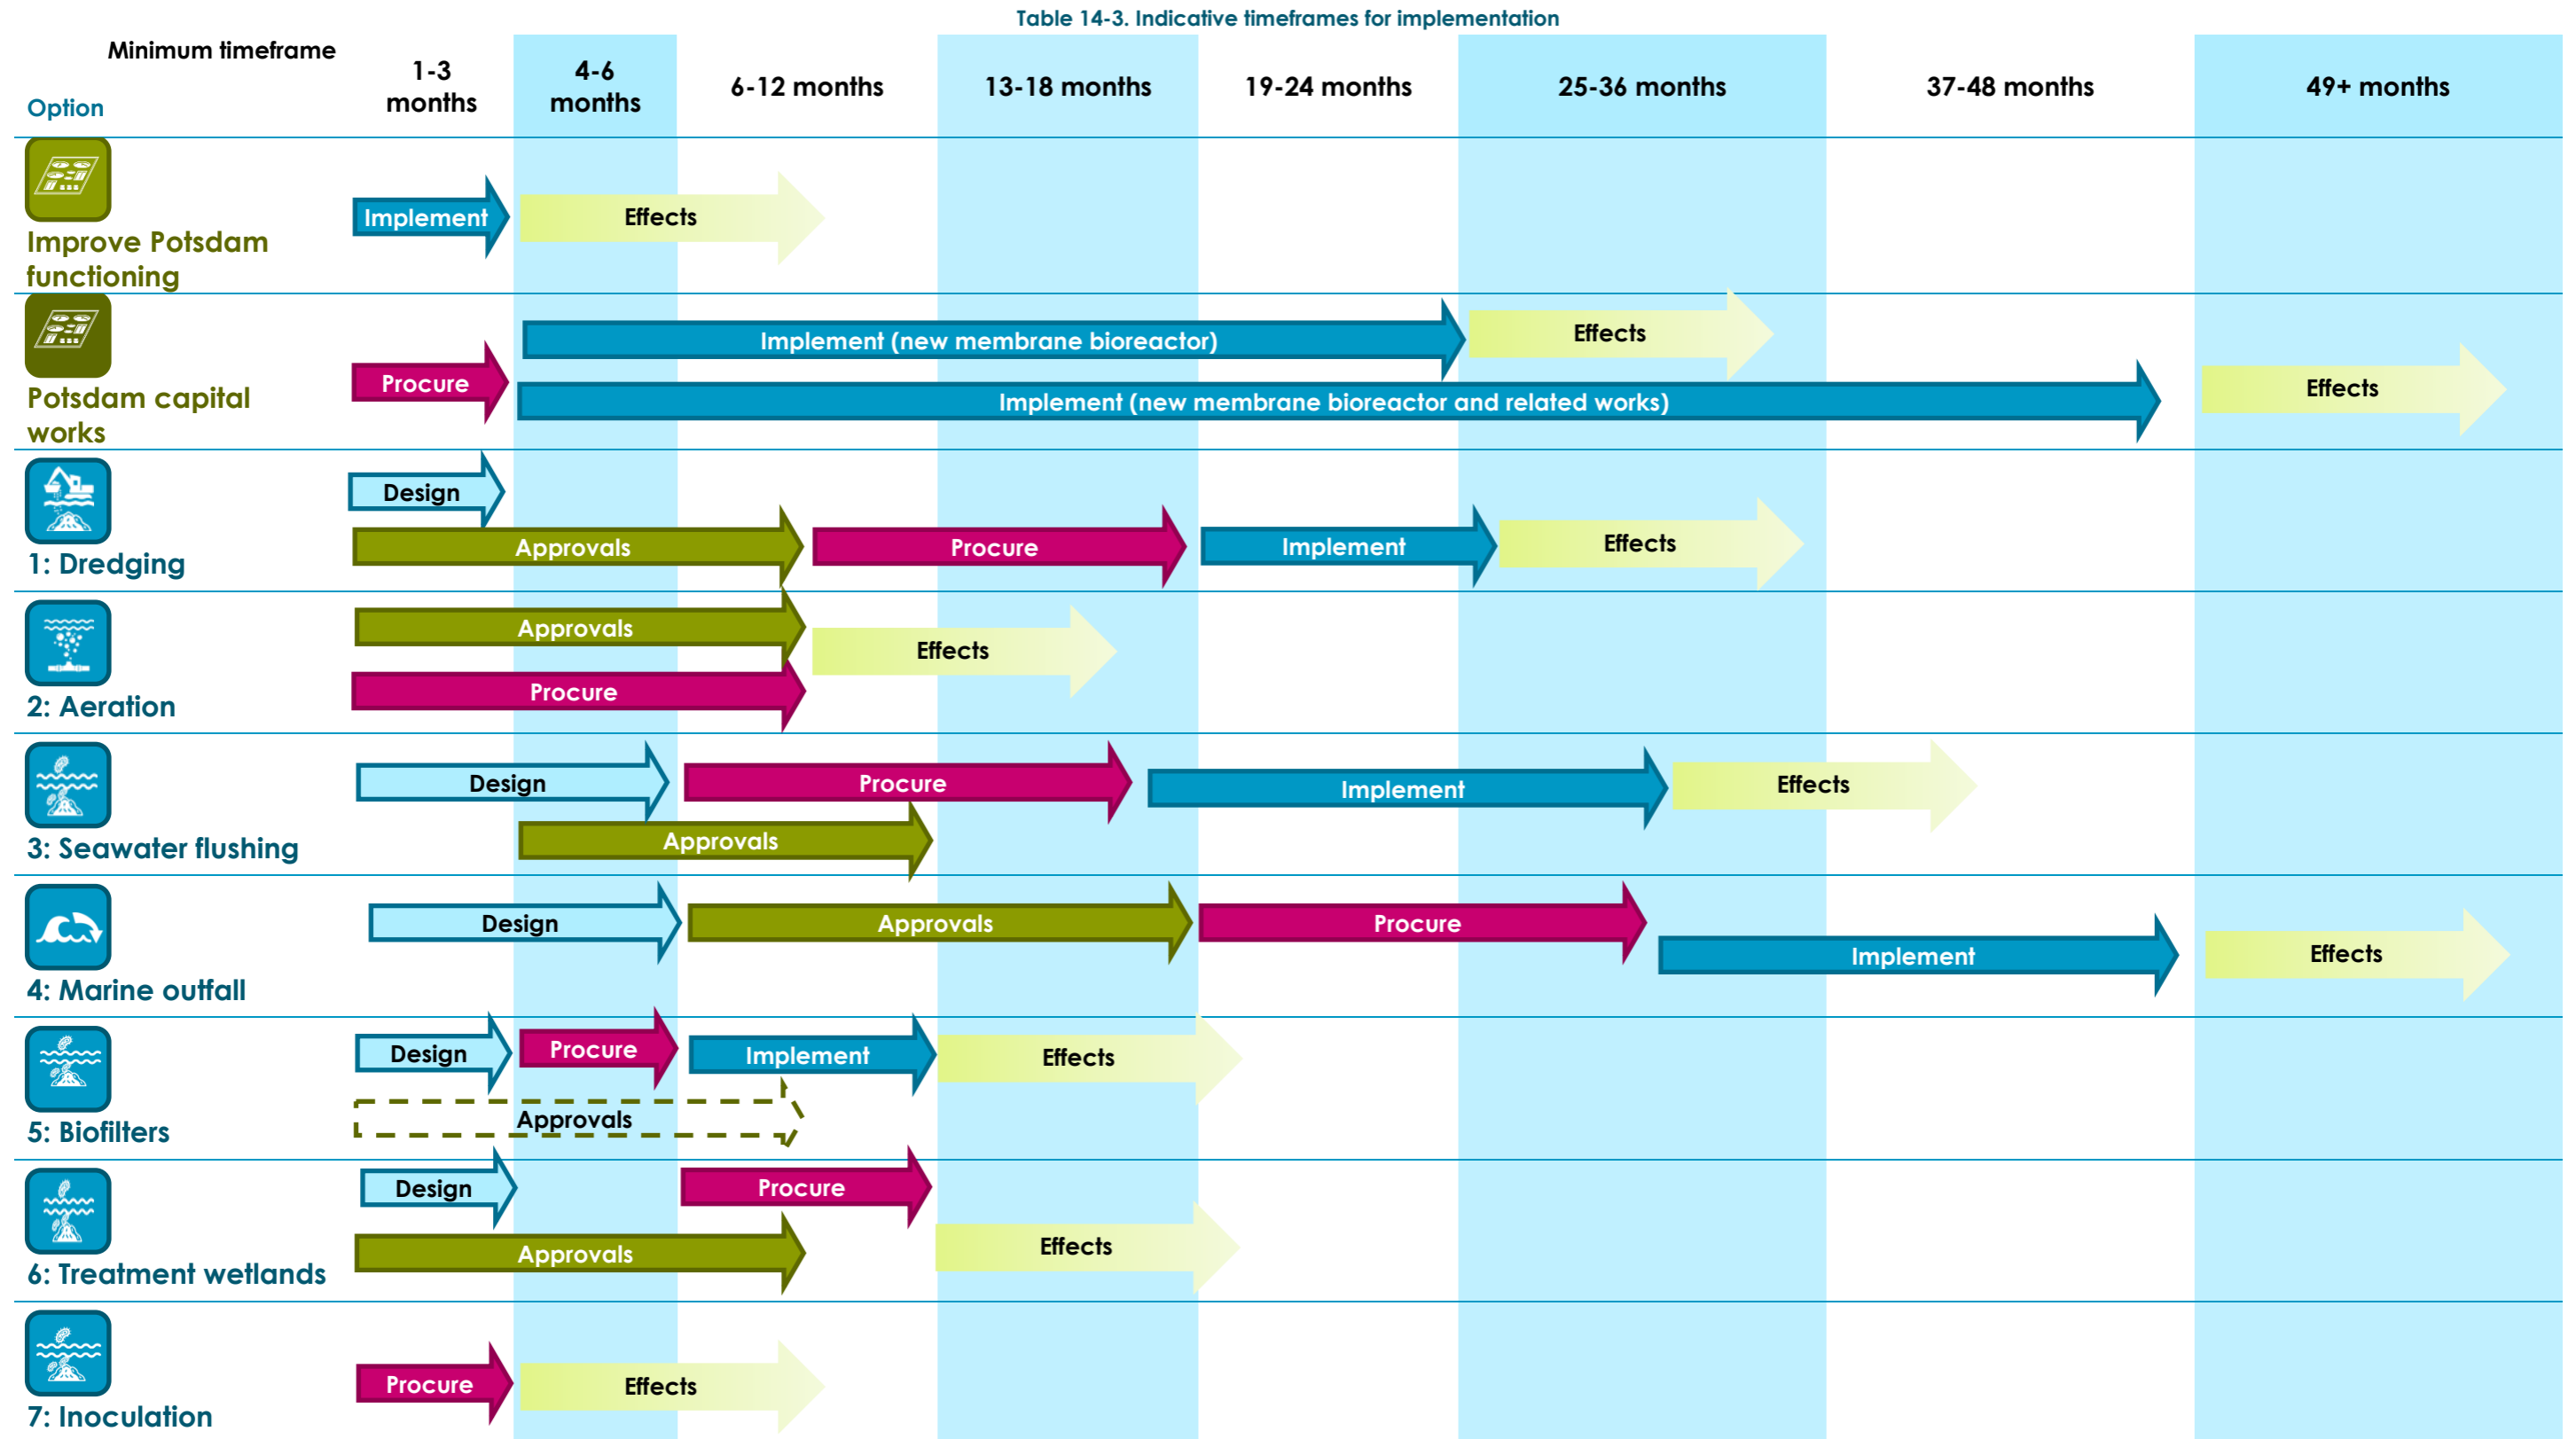 Table 14-3. Indicative timeframes for implementation
Minimum timeframe
Option
1-3
months
4-6
months
6-12 months
13-18 months
19-24 months
25-36 months
37-48 months
49+ months
Improve Potsdam
functioning
Implement
Effects
Potsdam capital
works
Procure
Implement (new membrane bioreactor)
Effects
Implement (new membrane bioreactor and related works)
Effects
1: Dredging
Design
Approvals
Procure
Implement
Effects
2: Aeration
Approvals
Effects
Procure
3: Seawater flushing
Design
Procure
Implement
Effects
Approvals
4: Marine outfall
Design
Approvals
Procure
Implement
Effects
5: Biofilters
Design
Procure
Implement
Effects
Approvals
6: Treatment wetlands
Design
Procure
Approvals
Effects
7: Inoculation
Procure
Effects